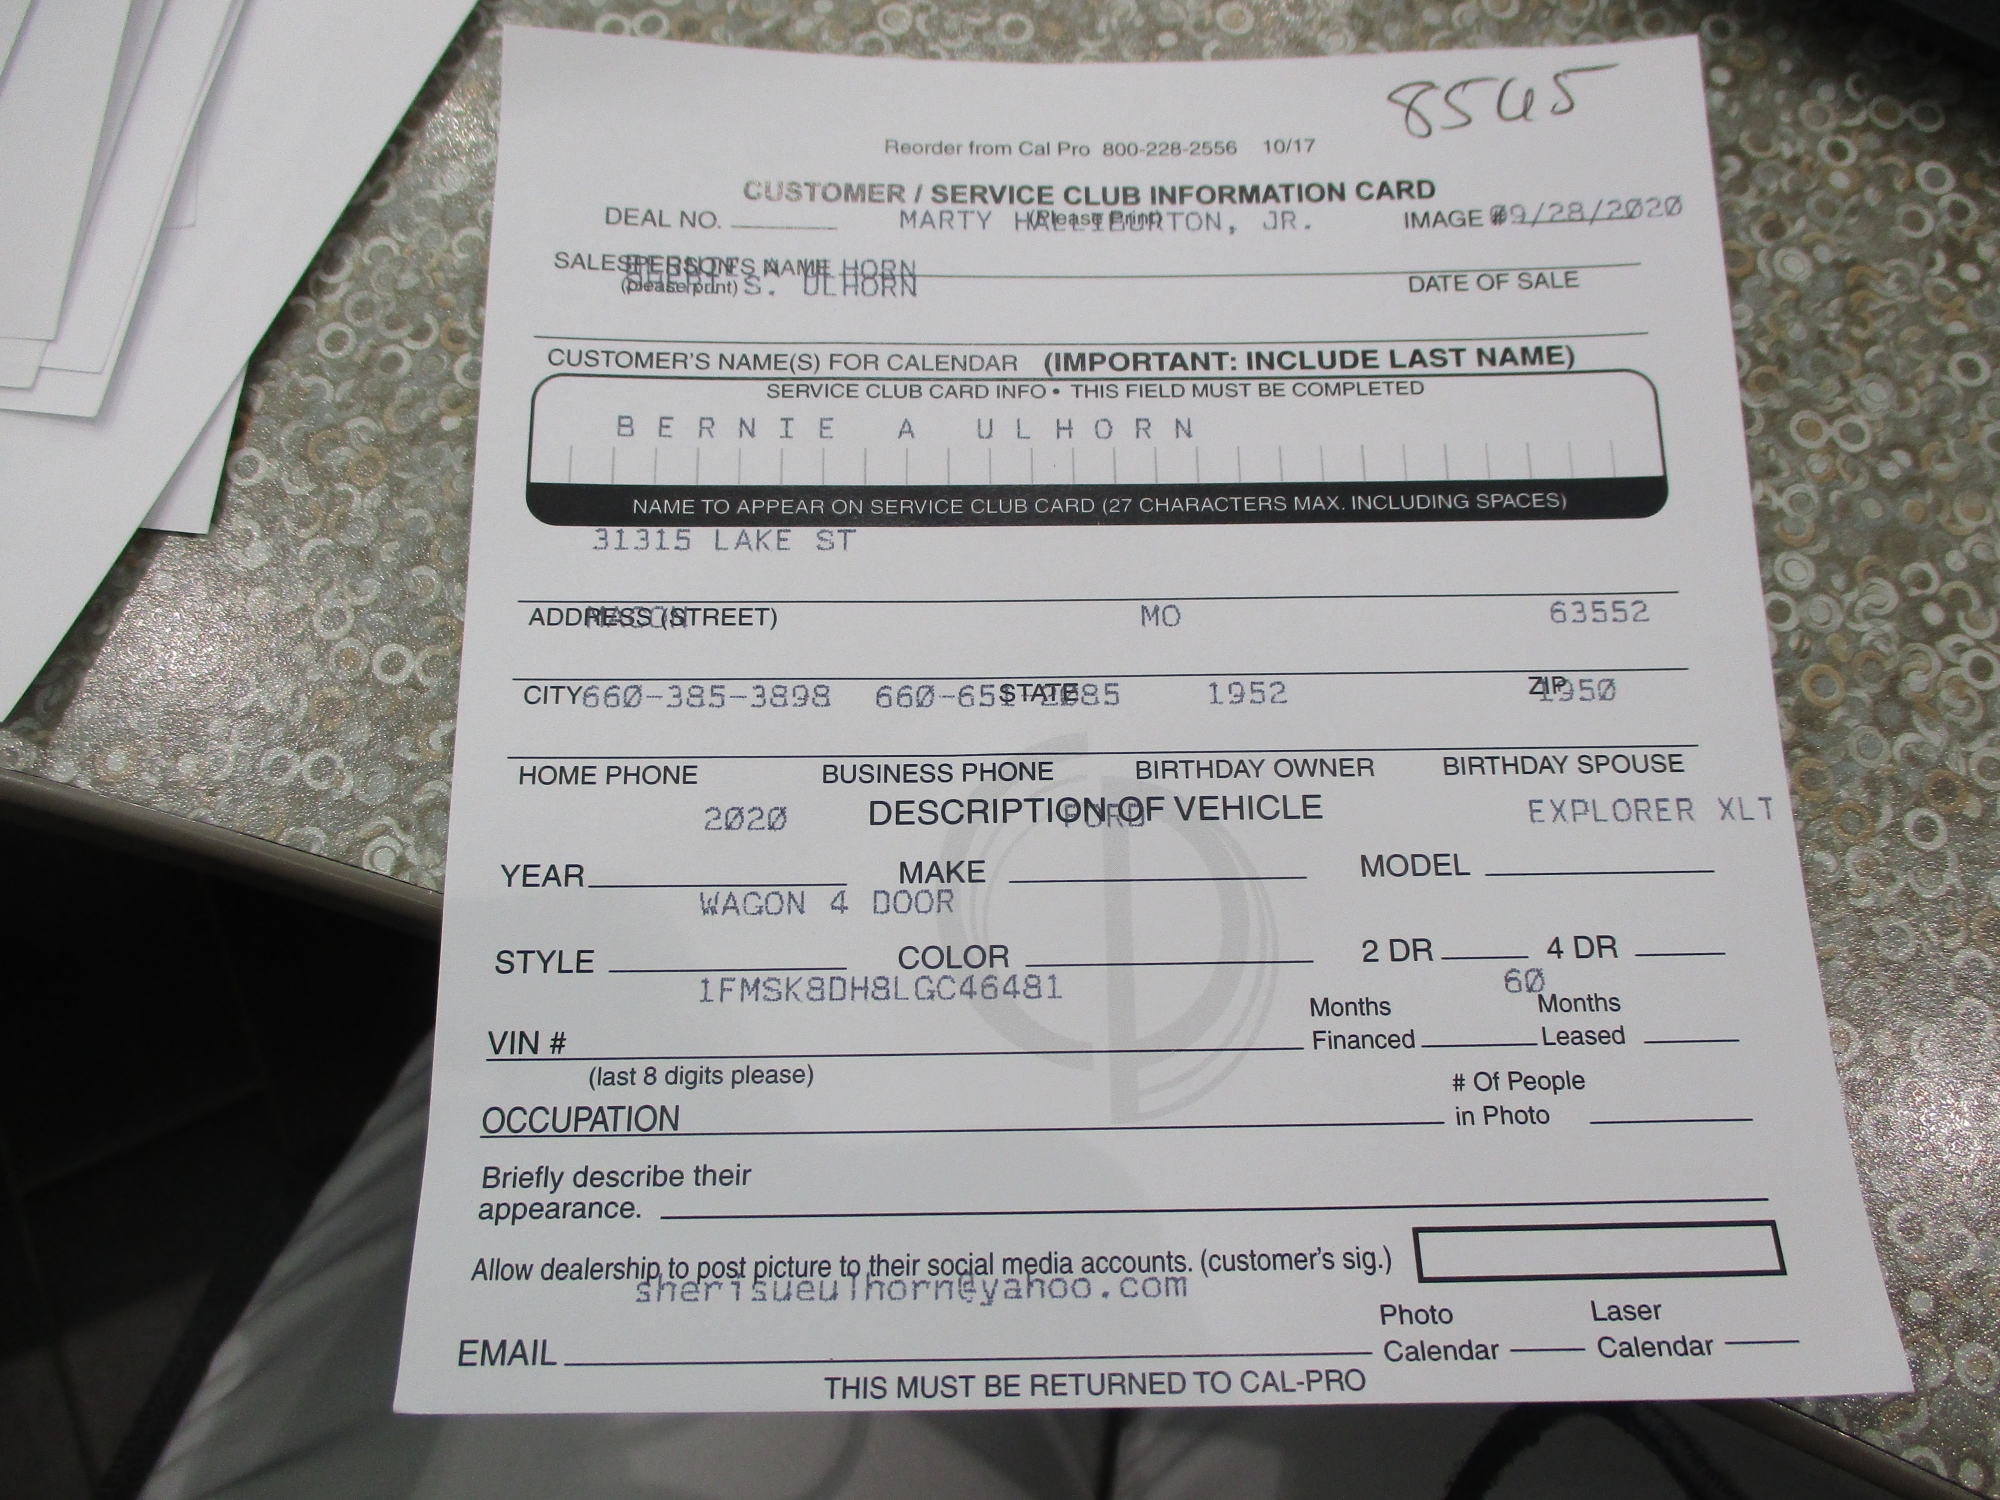 8545
Reorder from Cal Pro 800-228-2556 10/17
CUSTOMER / SERVICE CLUB INFORMATION CARD
(Please Print)
DEAL NO. MARTY HALLIBURTON, JR. IMAGE # 09/28/2020
SALESPERSON'S NAME ULHORN
(please print) S. ULHORN DATE OF SALE
CUSTOMER'S NAME(S) FOR CALENDAR (IMPORTANT: INCLUDE LAST NAME)
SERVICE CLUB CARD INFO • THIS FIELD MUST BE COMPLETED
BERNIE A ULHORN
NAME TO APPEAR ON SERVICE CLUB CARD (27 CHARACTERS MAX. INCLUDING SPACES)
31315 LAKE ST
ADDRESS (STREET) MACON MO 63552
CITY 660-385-3898 STATE 1952 ZIP 1950
HOME PHONE BUSINESS PHONE BIRTHDAY OWNER BIRTHDAY SPOUSE
2020 DESCRIPTION OF VEHICLE FORD EXPLORER XLT
YEAR MAKE MODEL
WAGON 4 DOOR
STYLE COLOR 2 DR 4 DR
1FMSK8DH8LGC46481 60
VIN # Months Financed Months Leased
(last 8 digits please)
OCCUPATION # Of People in Photo
Briefly describe their
appearance.
Allow dealership to post picture to their social media accounts. (customer's sig.)
sherisueulhorn@yahoo.com
EMAIL Photo Calendar Laser Calendar
THIS MUST BE RETURNED TO CAL-PRO